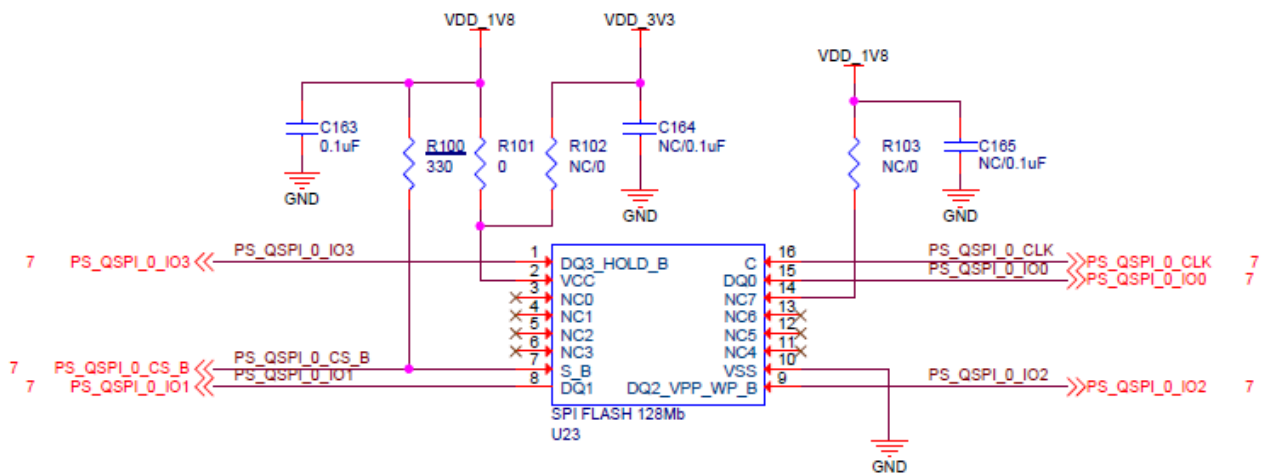 VDD_1V8
VDD_3V3
VDD_1V8
C163
0.1uF
R100
330
R101
0
R102
NC/0
C164
NC/0.1uF
R103
NC/0
C165
NC/0.1uF
GND
GND
GND
7 PS_QSPI_0_IO3 PS_QSPI_0_IO3 1 DQ3_HOLD_B C 16 PS_QSPI_0_CLK PS_QSPI_0_CLK 7
2 VCC DQ0 15 PS_QSPI_0_IO0 PS_QSPI_0_IO0 7
3 NC0 NC7 14
4 NC1 NC6 13
5 NC2 NC5 12
6 NC3 NC4 11
7 PS_QSPI_0_CS_B PS_QSPI_0_CS_B 7 S_B VSS 10
7 PS_QSPI_0_IO1 PS_QSPI_0_IO1 8 DQ1 DQ2_VPP_WP_B 9 PS_QSPI_0_IO2 PS_QSPI_0_IO2 7
SPI FLASH 128Mb
U23
GND